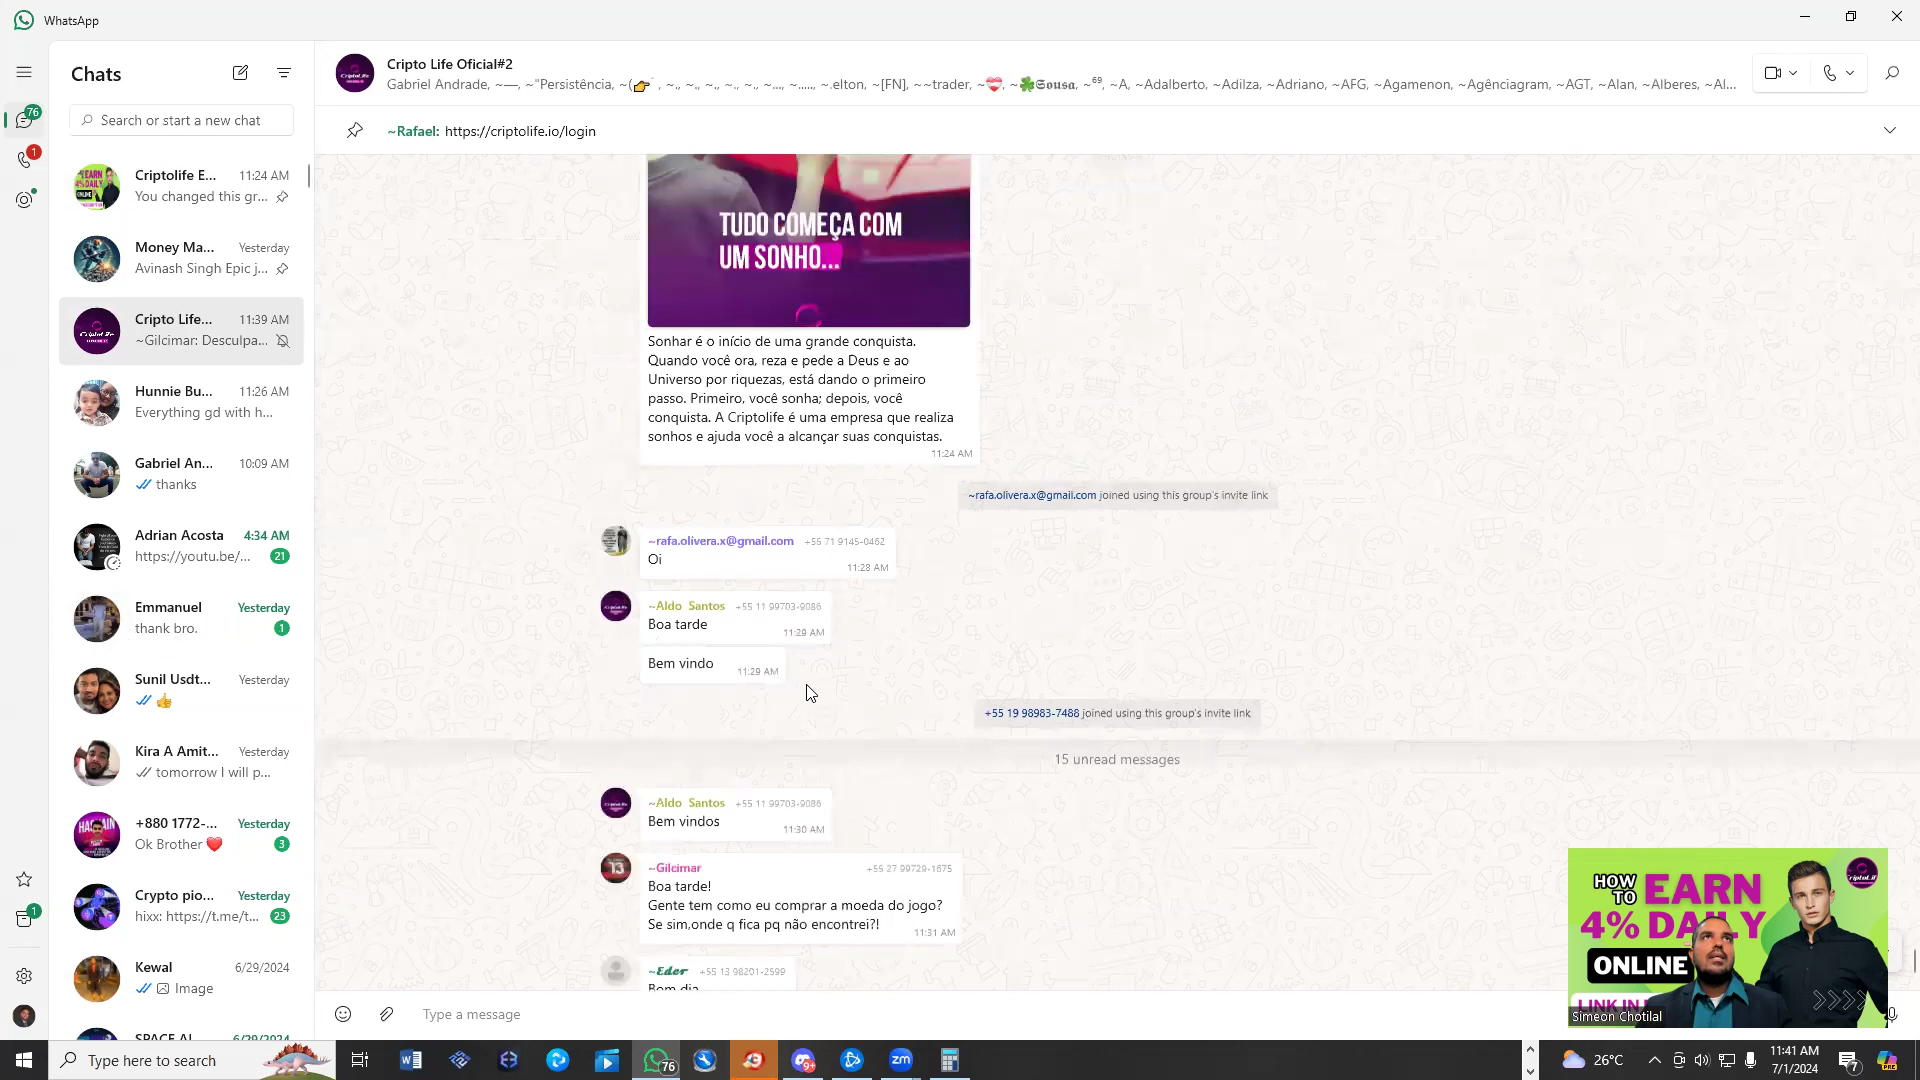 WhatsApp
Chats
Search or start a new chat
76
1
1
Criptolife E... 11:24 AM
You changed this gr...
Money Ma... Yesterday
Avinash Singh Epic j...
Cripto Life... 11:39 AM
~Gilcimar: Desculpa...
Hunnie Bu... 11:26 AM
Everything gd with h...
Gabriel An... 10:09 AM
thanks
Adrian Acosta 4:34 AM
https://youtu.be/... 21
Emmanuel Yesterday
thank bro. 1
Sunil Usdt... Yesterday
Kira A Amit... Yesterday
tomorrow I will p...
+880 1772-... Yesterday
Ok Brother 3
Crypto pio... Yesterday
hixx: https://t.me/t... 23
Kewal 6/29/2024
Image
SPACE AI 6/29/2024
Cripto Life Oficial#2
Gabriel Andrade, ~—, ~"Persistência, ~(👉, ~., ~., ~., ~., ~., ~..., ~....., ~.elton, ~[FN], ~~trader, ~❤️, ~🍀𝕾𝖔𝖚𝖘𝖆, ~⁶⁹, ~A, ~Adalberto, ~Adilza, ~Adriano, ~AFG, ~Agamenon, ~Agênciagram, ~AGT, ~Alan, ~Alberes, ~Al...
~Rafael: https://criptolife.io/login
TUDO COMEÇA COM
UM SONHO...
Sonhar é o início de uma grande conquista.
Quando você ora, reza e pede a Deus e ao
Universo por riquezas, está dando o primeiro
passo. Primeiro, você sonha; depois, você
conquista. A Criptolife é uma empresa que realiza
sonhos e ajuda você a alcançar suas conquistas.
11:24 AM
~rafa.olivera.x@gmail.com joined using this group's invite link
~rafa.olivera.x@gmail.com +55 71 9145-0462
Oi
11:28 AM
~Aldo Santos +55 11 99703-9086
Boa tarde
11:29 AM
Bem vindo
11:29 AM
+55 19 98983-7488 joined using this group's invite link
15 unread messages
~Aldo Santos +55 11 99703-9086
Bem vindos
11:30 AM
~Gilcimar +55 27 99729-1675
Boa tarde!
Gente tem como eu comprar a moeda do jogo?
Se sim,onde q fica pq não encontrei?!
11:31 AM
~Eder +55 13 98201-2599
Bom dia
Type a message
HOW TO EARN
4% DAILY
ONLINE
LINK IN
CriptoLife
Simeon Chotilal
Type here to search
76
9+
zm
26°C
11:41 AM
7/1/2024
7
PRE